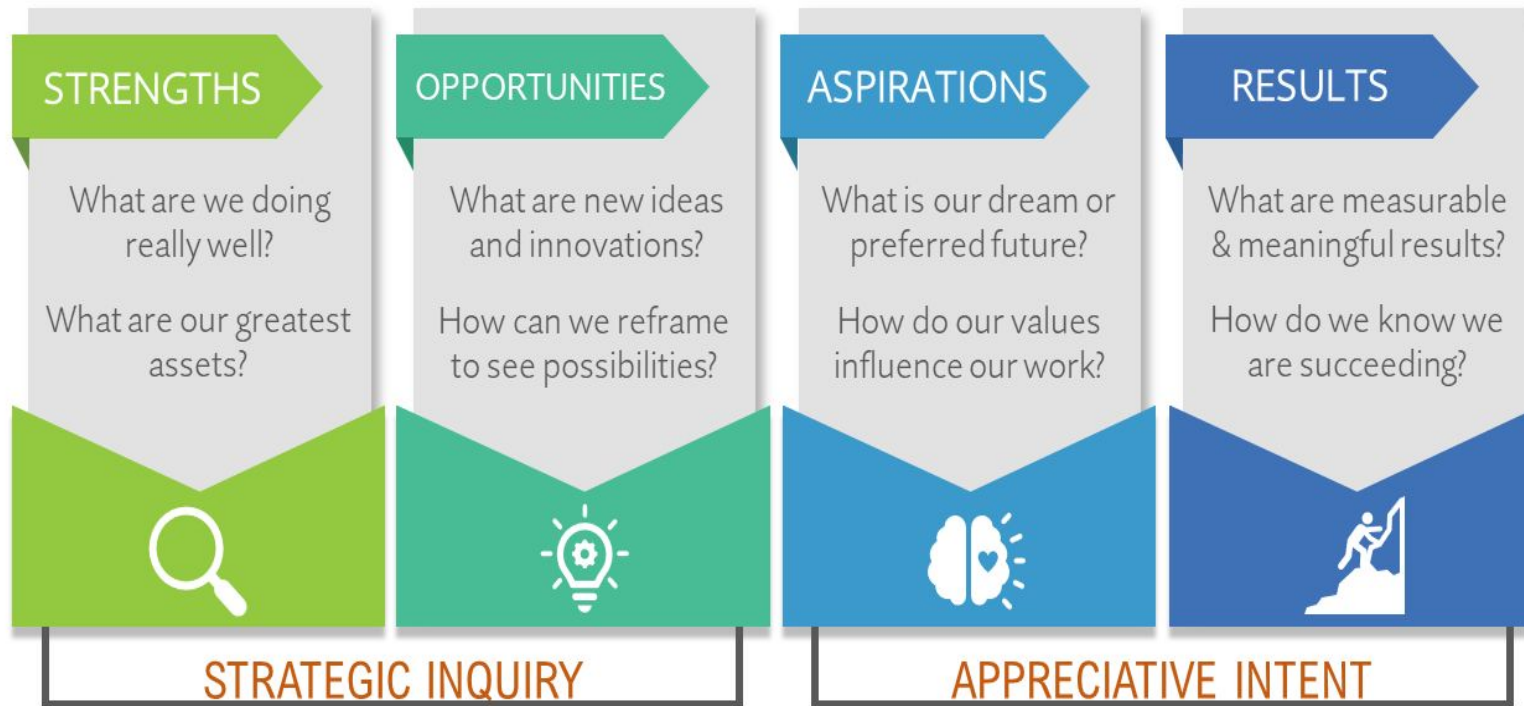 STRENGTHS
What are we doing
really well?
What are our greatest
assets?
OPPORTUNITIES
What are new ideas
and innovations?
How can we reframe
to see possibilities?
ASPIRATIONS
What is our dream or
preferred future?
How do our values
influence our work?
RESULTS
What are measurable
& meaningful results?
How do we know we
are succeeding?
STRATEGIC INQUIRY
APPRECIATIVE INTENT